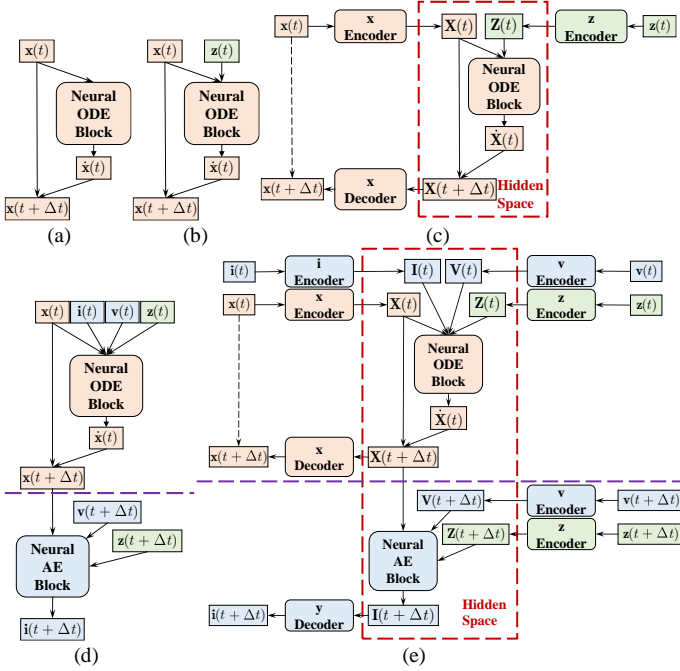 x(t)
Neural
ODE
Block
ẋ(t)
x(t + Δt)
(a)
x(t) z(t)
Neural
ODE
Block
ẋ(t)
x(t + Δt)
(b)
x(t) x Encoder X(t) Z(t) z Encoder z(t)
Neural
ODE
Block
Ẋ(t)
x(t + Δt) x Decoder X(t + Δt) Hidden Space
(c)
x(t) i(t) v(t) z(t)
Neural
ODE
Block
ẋ(t)
x(t + Δt)
v(t + Δt)
z(t + Δt)
Neural
AE
Block
i(t + Δt)
(d)
i(t) i Encoder I(t) V(t) v Encoder v(t)
x(t) x Encoder X(t) Z(t) z Encoder z(t)
Neural
ODE
Block
Ẋ(t)
x(t + Δt) x Decoder X(t + Δt)
V(t + Δt) v Encoder v(t + Δt)
Z(t + Δt) z Encoder z(t + Δt)
Neural
AE
Block
i(t + Δt) y Decoder I(t + Δt) Hidden Space
(e)